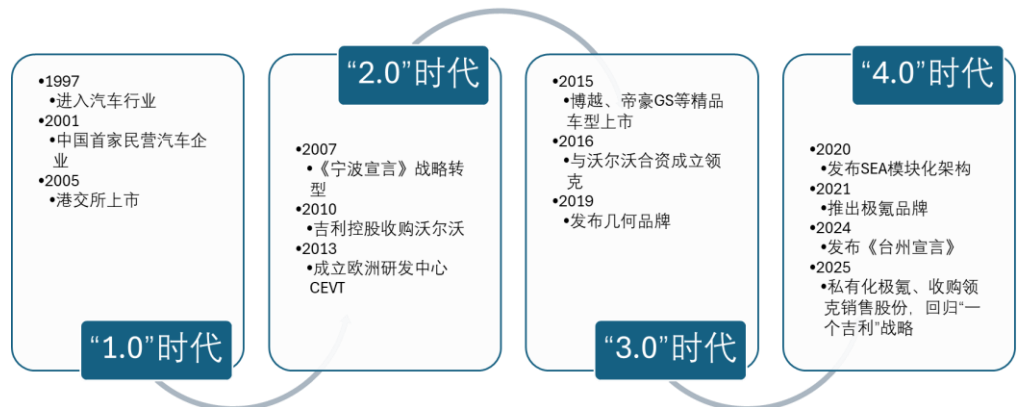 •1997
•进入汽车行业
•2001
•中国首家民营汽车企
业
•2005
•港交所上市
“1.0”时代
“2.0”时代
•2007
•《宁波宣言》战略转
型
•2010
•吉利控股收购沃尔沃
•2013
•成立欧洲研发中心
CEVT
•2015
•博越、帝豪GS等精品
车型上市
•2016
•与沃尔沃合资成立领
克
•2019
•发布几何品牌
“3.0”时代
“4.0”时代
•2020
•发布SEA模块化架构
•2021
•推出极氪品牌
•2024
•发布《台州宣言》
•2025
•私有化极氪、收购领
克销售股份，回归“一
个吉利”战略